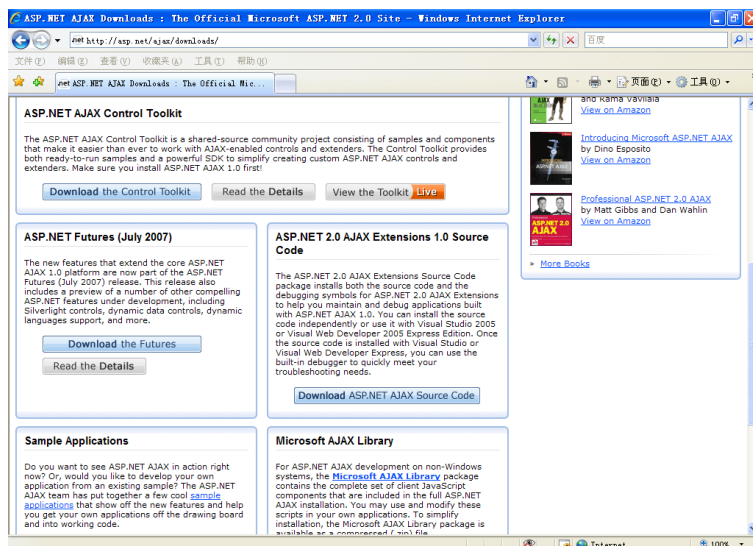 ASP.NET AJAX Downloads : The Official Microsoft ASP.NET 2.0 Site - Windows Internet Explorer
.net http://asp.net/ajax/downloads/
百度
文件(F) 编辑(E) 查看(V) 收藏夹(A) 工具(T) 帮助(H)
.net ASP.NET AJAX Downloads : The Official Mic...
页面(P) 工具(O)
ASP.NET AJAX Control Toolkit
The ASP.NET AJAX Control Toolkit is a shared-source community project consisting of samples and components
that make it easier than ever to work with AJAX-enabled controls and extenders. The Control Toolkit provides
both ready-to-run samples and a powerful SDK to simplify creating custom ASP.NET AJAX controls and
extenders. Make sure you install ASP.NET AJAX 1.0 first!
Download the Control Toolkit Read the Details View the Toolkit Live
ASP.NET Futures (July 2007)
The new features that extend the core ASP.NET
AJAX 1.0 platform are now part of the ASP.NET
Futures (July 2007) release. This release also
includes a preview of a number of other compelling
ASP.NET features under development, including
Silverlight controls, dynamic data controls, dynamic
languages support, and more.
Download the Futures
Read the Details
ASP.NET 2.0 AJAX Extensions 1.0 Source
Code
The ASP.NET 2.0 AJAX Extensions Source Code
package installs both the source code and the
debugging symbols for ASP.NET 2.0 AJAX Extensions
to help you maintain and debug applications built
with ASP.NET AJAX 1.0. You can install the source
code independently or use it with Visual Studio 2005
or Visual Web Developer 2005 Express Edition. Once
the source code is installed with Visual Studio or
Visual Web Developer Express, you can use the
built-in debugger to quickly meet your
troubleshooting needs.
Download ASP.NET AJAX Source Code
Sample Applications
Do you want to see ASP.NET AJAX in action right
now? Or, would you like to develop your own
application from an existing sample? The ASP.NET
AJAX team has put together a few cool sample
applications that show off the new features and help
you get your own applications off the drawing board
and into working code.
Microsoft AJAX Library
For ASP.NET AJAX development on non-Windows
systems, the Microsoft AJAX Library package
contains the complete set of client JavaScript
components that are included in the full ASP.NET
AJAX installation. You may use and modify these
scripts in your own applications. To simplify
installation, the Microsoft AJAX Library package is
available as a compressed (.zip) file.
AJAX
and Rama Vavilala
View on Amazon
Introducing Microsoft ASP.NET AJAX
by Dino Esposito
View on Amazon
ASP.NET 2.0
AJAX
Professional ASP.NET 2.0 AJAX
by Matt Gibbs and Dan Wahlin
View on Amazon
» More Books
Internet 100%